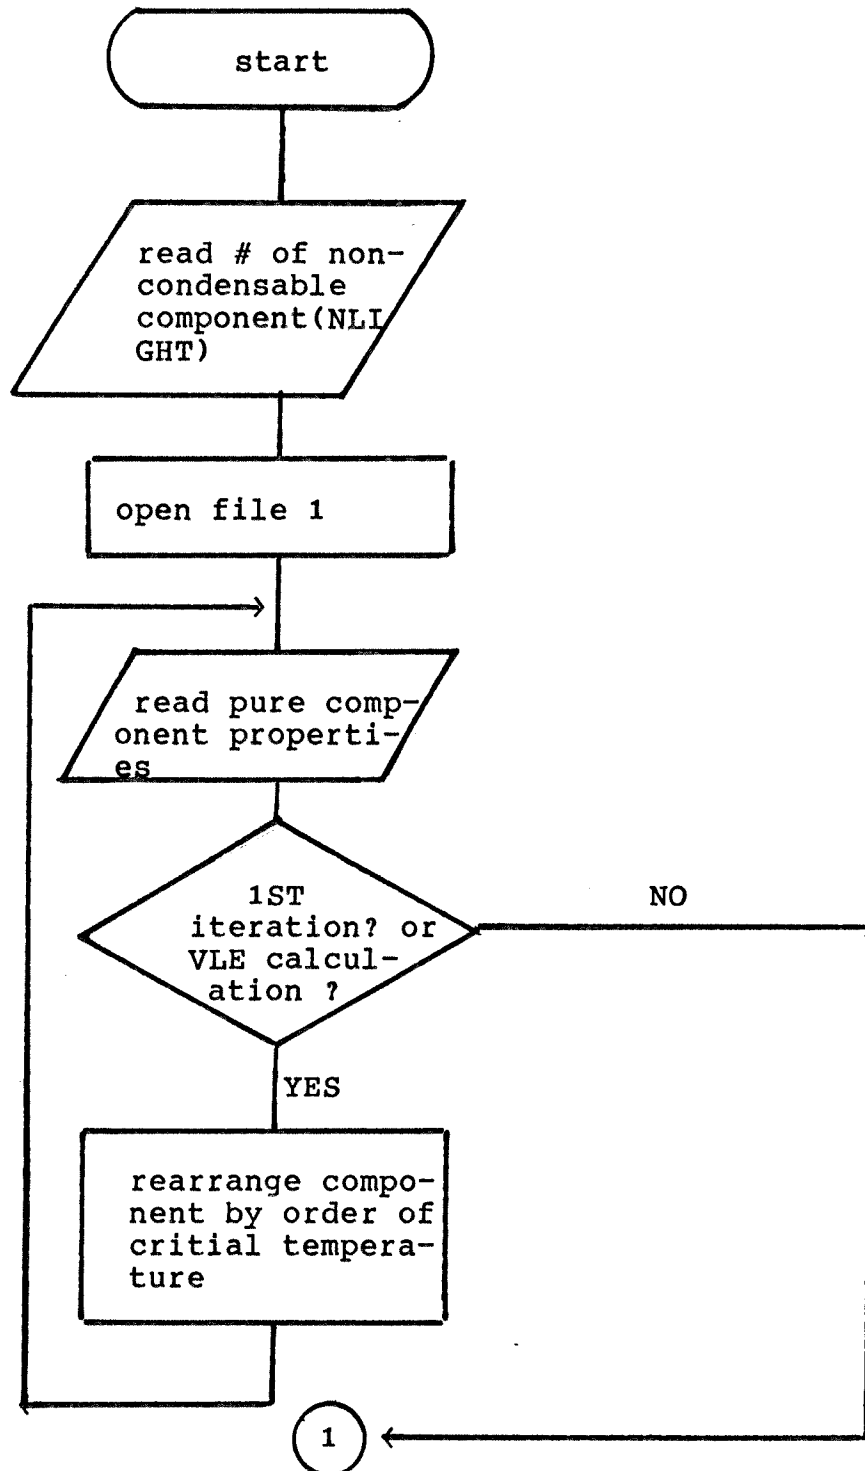 start
read # of non-
condensable
component(NLI
GHT)
open file 1
read pure comp-
onent properti-
es
1ST
iteration? or
VLE calcul-
ation ?
NO
YES
rearrange compo-
nent by order of
critial tempera-
ture
1